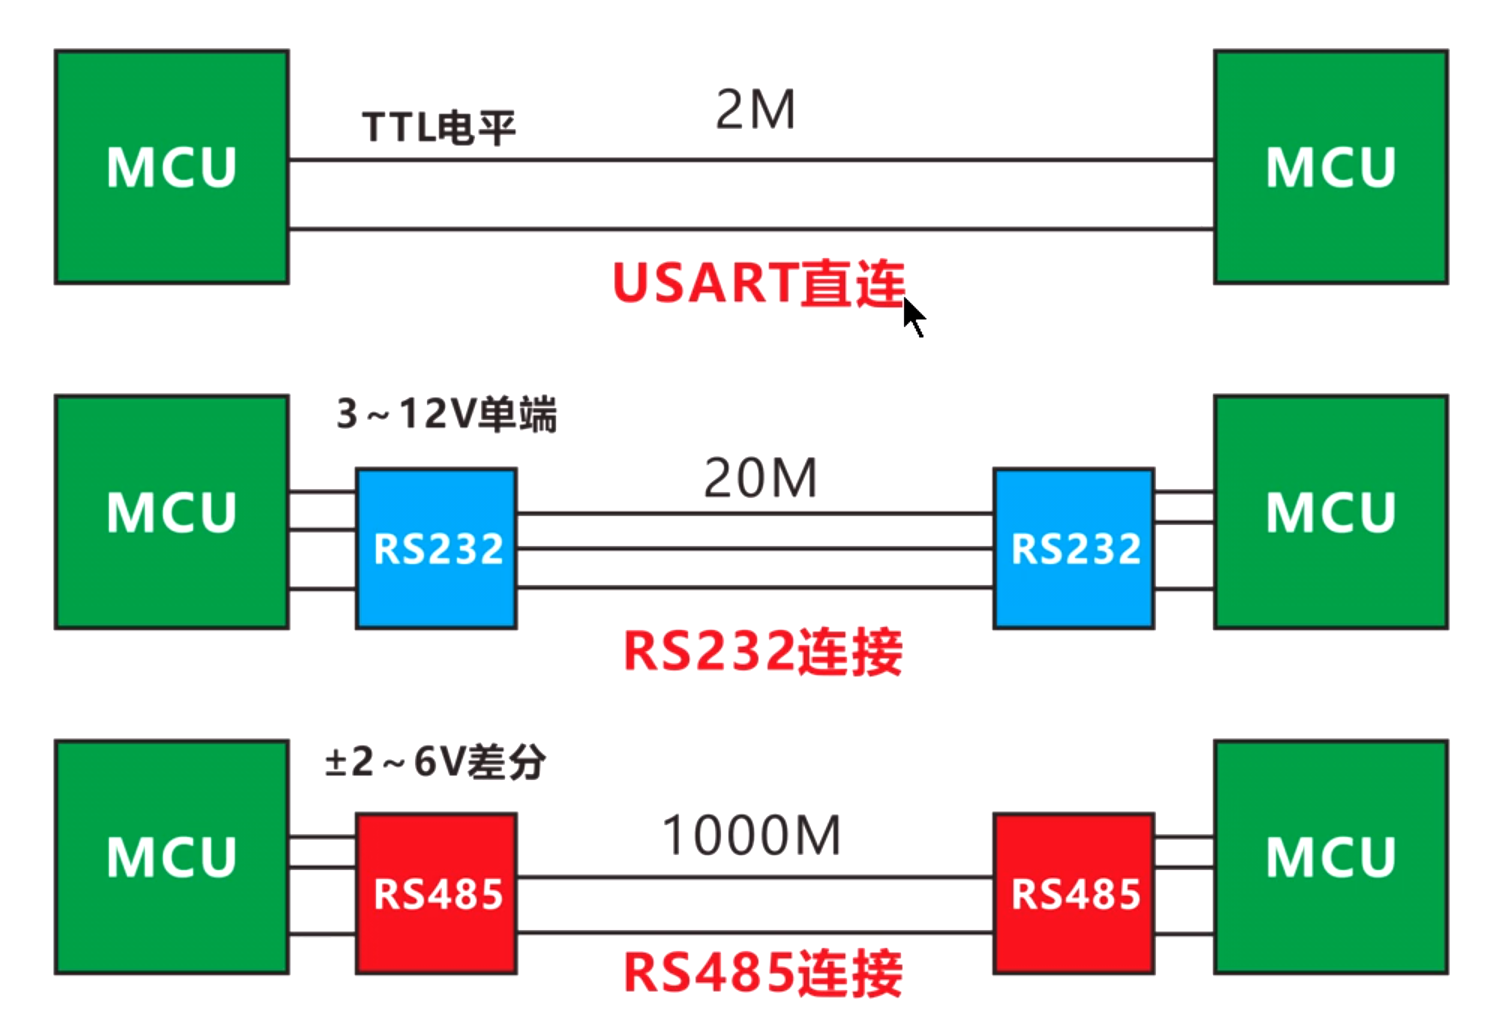 TTL电平
2M
MCU
MCU
USART直连
3~12V单端
20M
MCU
RS232
RS232
MCU
RS232连接
±2~6V差分
1000M
MCU
RS485
RS485
MCU
RS485连接